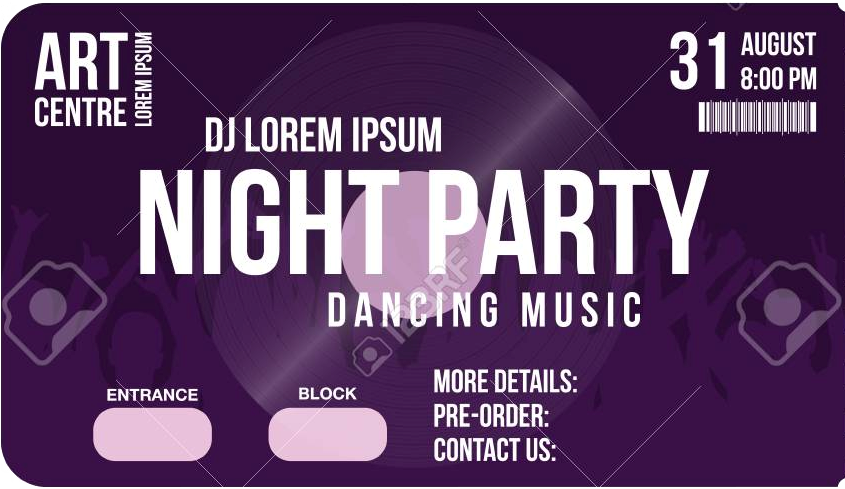 ART
CENTRE
LOREM IPSUM
31
AUGUST
8:00 PM
DJ LOREM IPSUM
NIGHT PARTY
DANCING MUSIC
123RF
ENTRANCE
BLOCK
MORE DETAILS:
PRE-ORDER:
CONTACT US: